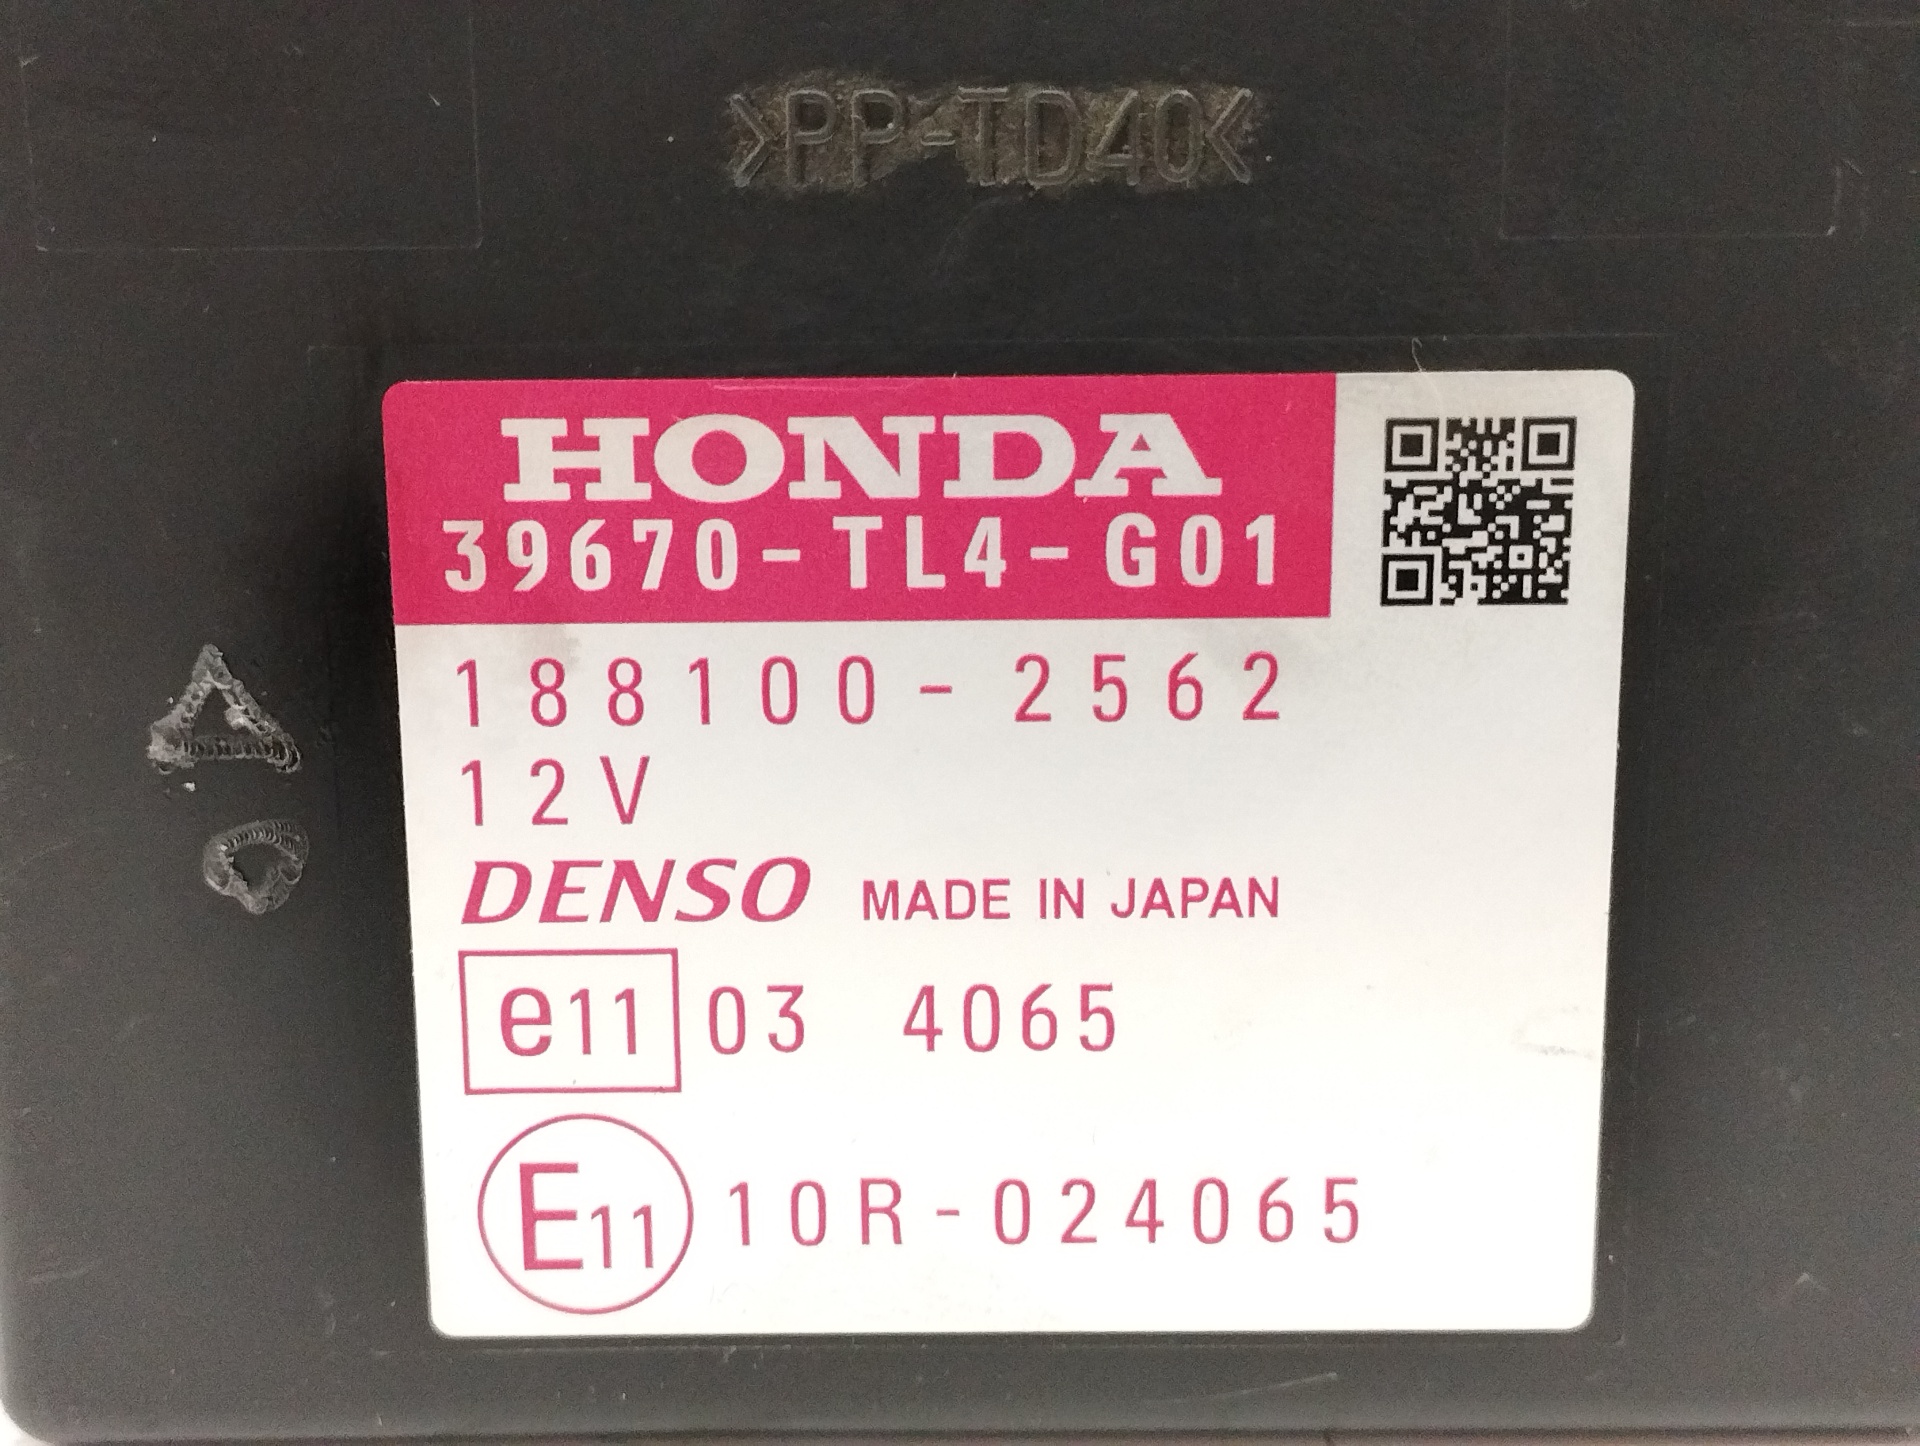 >PP-TD40<
HONDA
39670-TL4-G01
188100-2562
12V
DENSO MADE IN JAPAN
e11 03 4065
E11 10R-024065